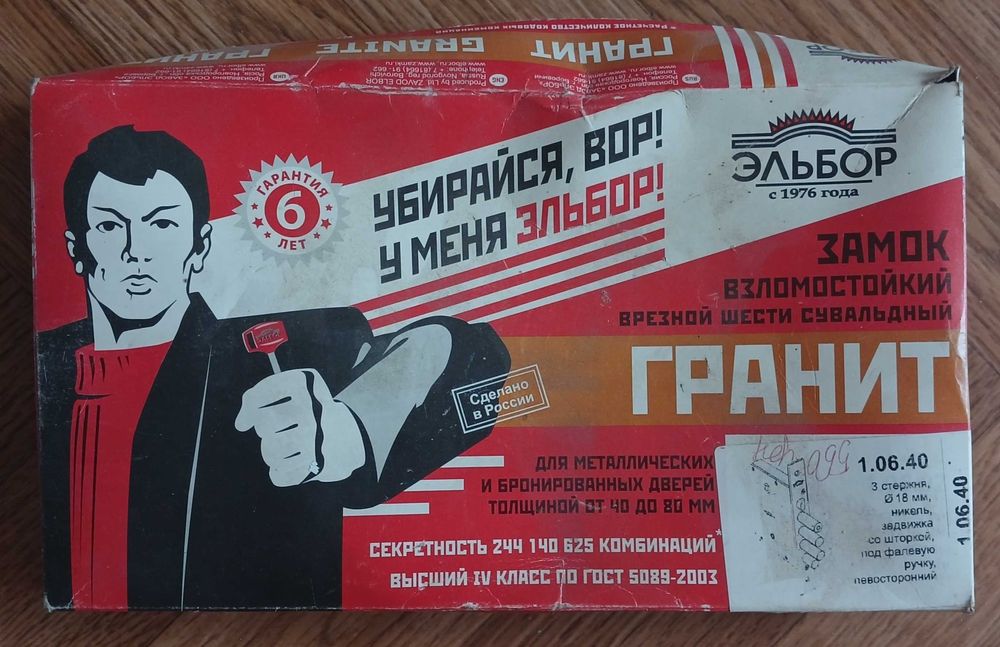 ГРАНИТ
GRANITE
ГАРАНТИЯ
6
ЛЕТ
УБИРАЙСЯ, ВОР!
У МЕНЯ ЭЛЬБОР!
ЭЛЬБОР
с 1976 года
ЗАМОК
ВЗЛОМОСТОЙКИЙ
ВРЕЗНОЙ ШЕСТИ СУВАЛЬДНЫЙ
ГРАНИТ
Сделано
в России
ДЛЯ МЕТАЛЛИЧЕСКИХ
И БРОНИРОВАННЫХ ДВЕРЕЙ
ТОЛЩИНОЙ ОТ 40 ДО 80 ММ
СЕКРЕТНОСТЬ 244 140 625 КОМБИНАЦИЙ*
ВЫСШИЙ IV КЛАСС ПО ГОСТ 5089-2003
1.06.40
3 стержня,
Ø 18 мм,
никель,
задвижка
со шторкой,
под фалевую
ручку,
левосторонний
1.06.40